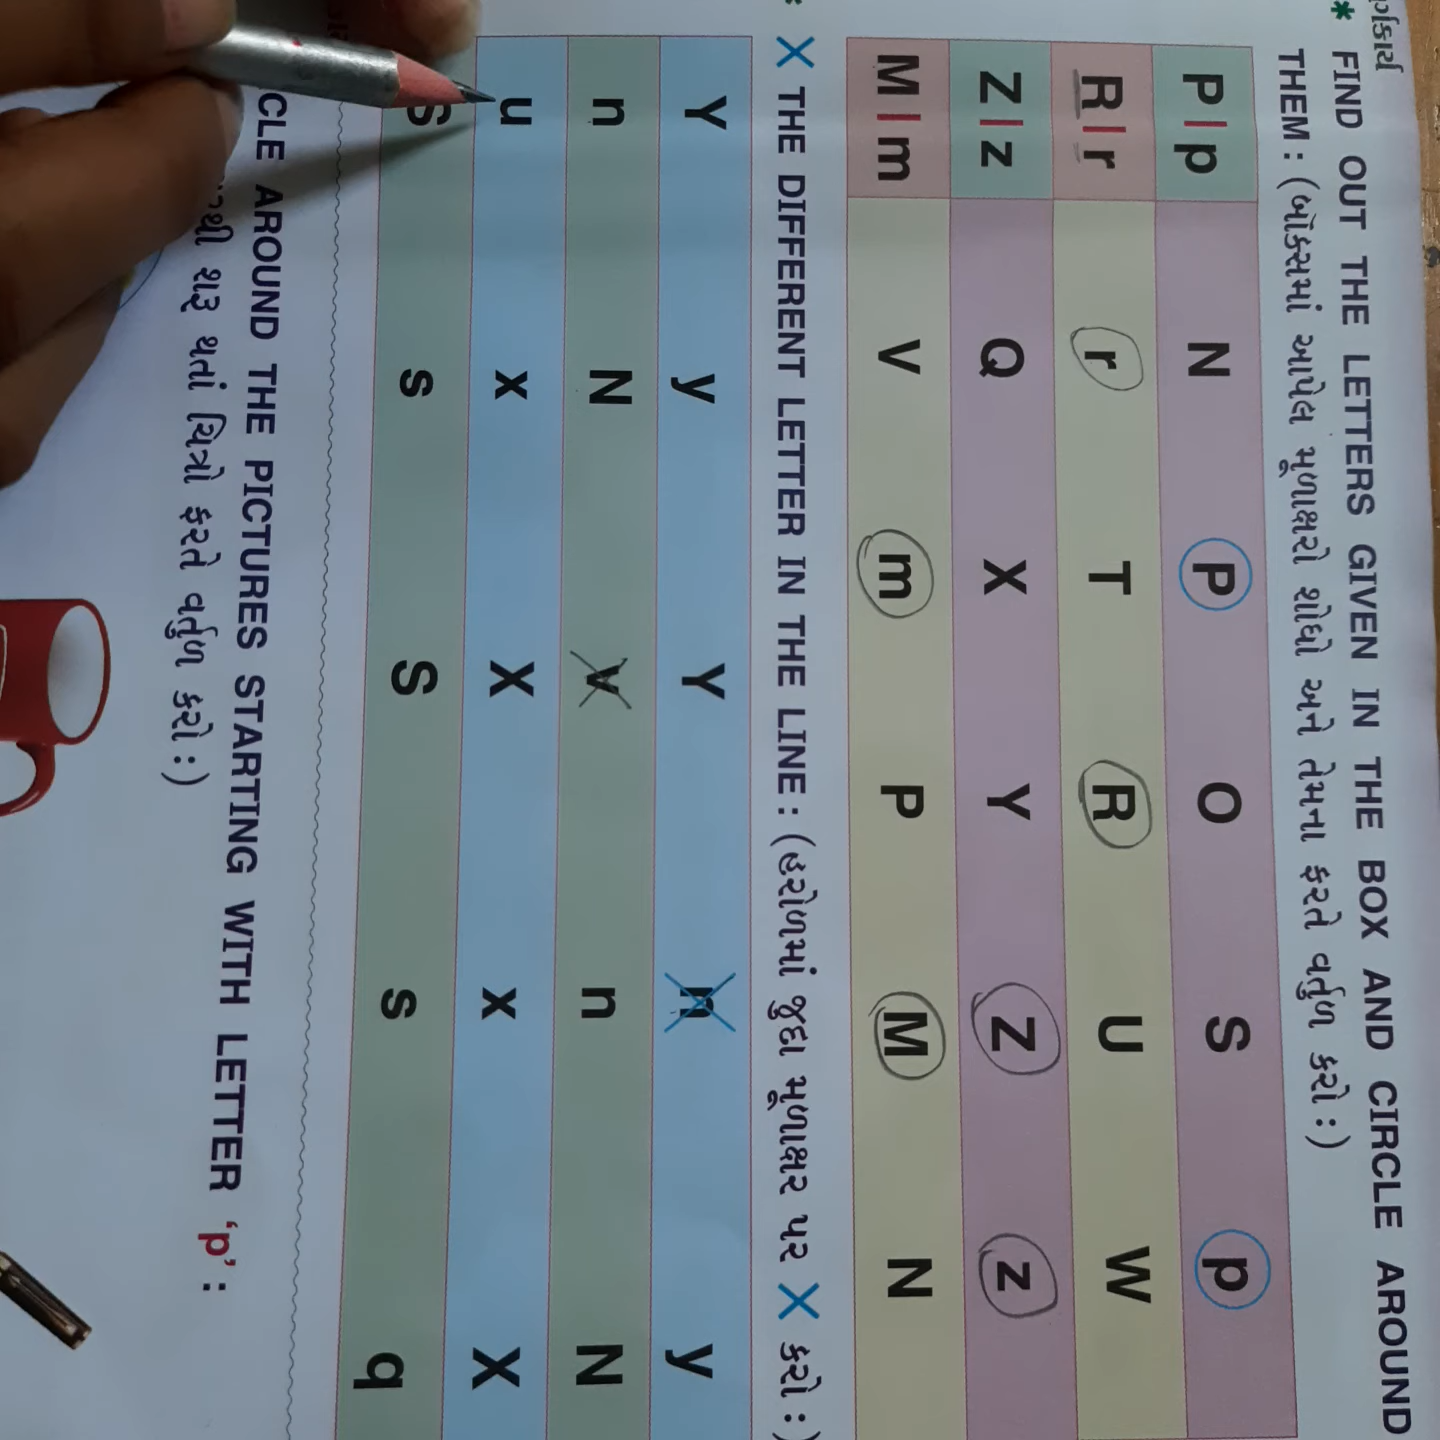 * FIND OUT THE LETTERS GIVEN IN THE BOX AND CIRCLE AROUND
THEM : (બોક્સમાં આપેલ મૂળાક્ષરો શોધો અને તેમના ફરતે વર્તુળ કરો :)
P | p N P O S p
R | r r T R U W
Z | z Q X Y Z z
M | m V m P M N
X THE DIFFERENT LETTER IN THE LINE : (હરોળમાં જુદા મૂળાક્ષર પર X કરો :)
Y y Y n y
n N v n N
u x X x X
S s S s q
AROUND THE PICTURES STARTING WITH LETTER 'p' :
શરૂ થતાં ચિત્રો ફરતે વર્તુળ કરો :)